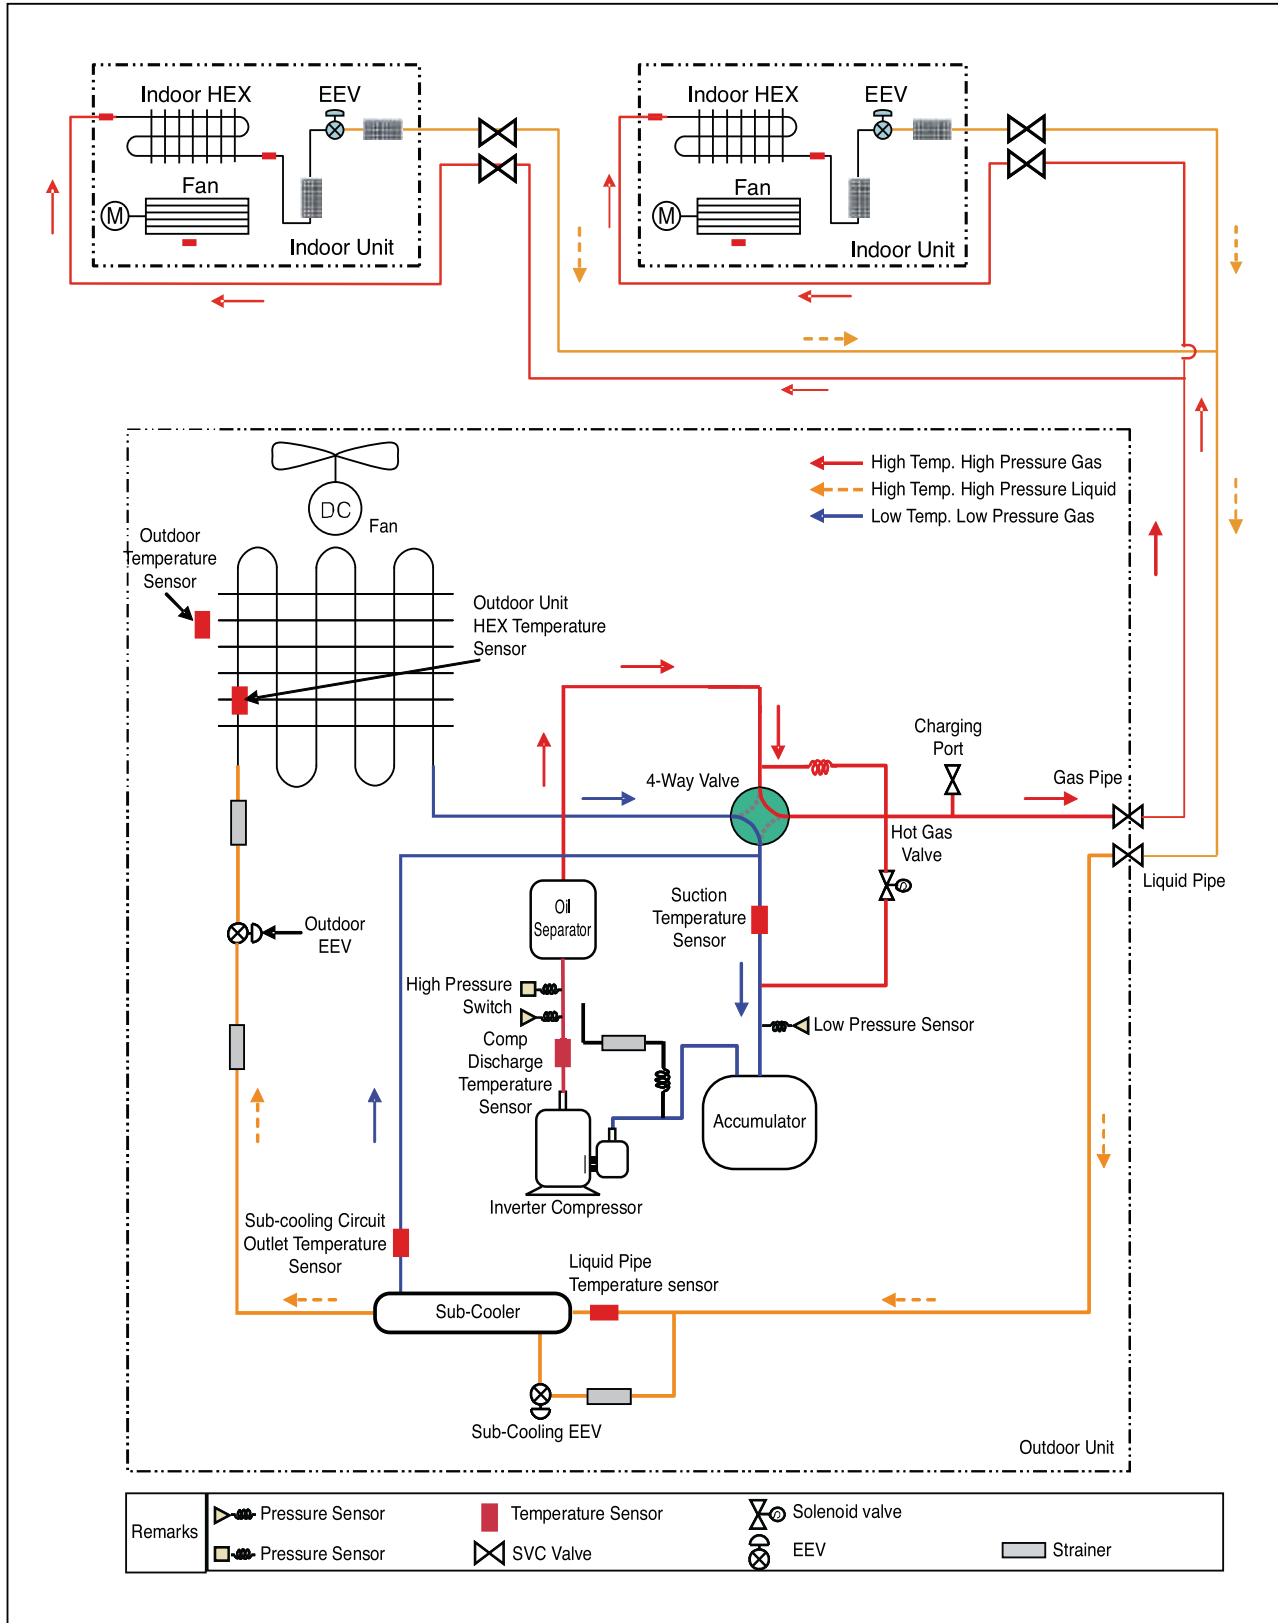 Indoor HEX
EEV
Fan
M
Indoor Unit
Indoor HEX
EEV
Fan
M
Indoor Unit
High Temp. High Pressure Gas
High Temp. High Pressure Liquid
Low Temp. Low Pressure Gas
DC
Fan
Outdoor
Temperature
Sensor
Outdoor Unit
HEX Temperature
Sensor
Charging
Port
4-Way Valve
Gas Pipe
Hot Gas
Valve
Liquid Pipe
Suction
Temperature
Sensor
Oil
Separator
Outdoor
EEV
High Pressure
Switch
Low Pressure Sensor
Comp
Discharge
Temperature
Sensor
Accumulator
Inverter Compressor
Sub-cooling Circuit
Outlet Temperature
Sensor
Liquid Pipe
Temperature sensor
Sub-Cooler
Sub-Cooling EEV
Outdoor Unit
Remarks
Pressure Sensor
Temperature Sensor
Solenoid valve
Pressure Sensor
SVC Valve
EEV
Strainer